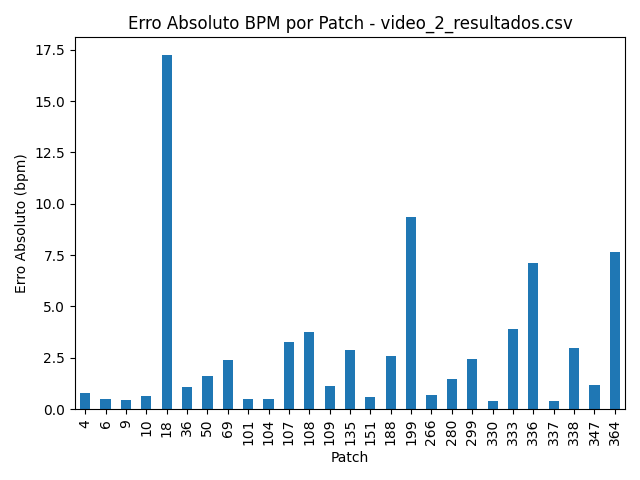 Erro Absoluto BPM por Patch - video_2_resultados.csv
17.5
15.0
12.5
10.0
7.5
5.0
2.5
0.0
Erro Absoluto (bpm)
4 6 9 10 18 36 50 69 101 104 107 108 109 135 151 188 199 266 280 299 330 333 336 337 338 347 364
Patch